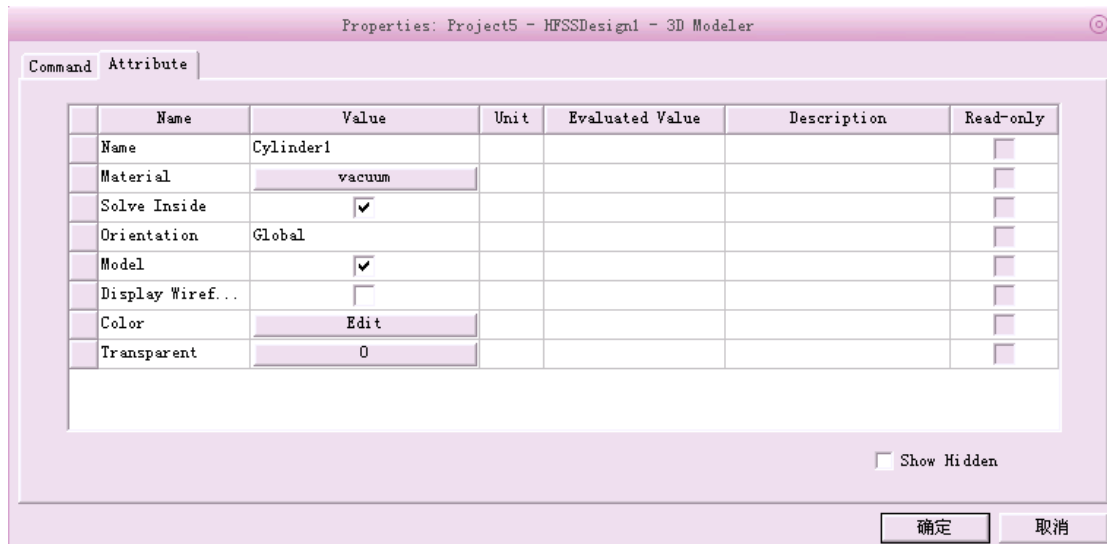 Properties: Project5 - HFSSDesign1 - 3D Modeler
Command Attribute
Name Value Unit Evaluated Value Description Read-only
Name Cylinder1
Material vacuum
Solve Inside
Orientation Global
Model
Display Wiref...
Color Edit
Transparent 0
Show Hidden
确定 取消